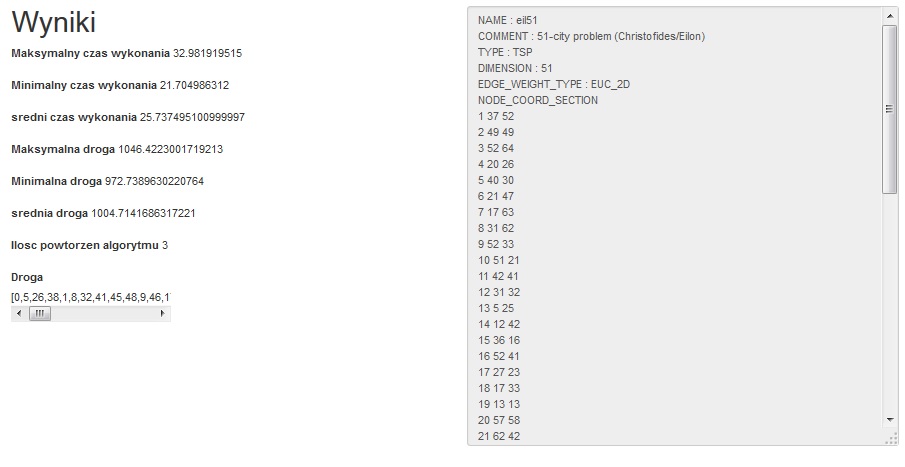 Wyniki
Maksymalny czas wykonania 32.981919515
Minimalny czas wykonania 21.704986312
sredni czas wykonania 25.737495100999997
Maksymalna droga 1046.4223001719213
Minimalna droga 972.7389630220764
srednia droga 1004.7141686317221
Ilosc powtorzen algorytmu 3
Droga
[0,5,26,38,1,8,32,41,45,48,9,46,1
NAME : eil51
COMMENT : 51-city problem (Christofides/Eilon)
TYPE : TSP
DIMENSION : 51
EDGE_WEIGHT_TYPE : EUC_2D
NODE_COORD_SECTION
1 37 52
2 49 49
3 52 64
4 20 26
5 40 30
6 21 47
7 17 63
8 31 62
9 52 33
10 51 21
11 42 41
12 31 32
13 5 25
14 12 42
15 36 16
16 52 41
17 27 23
18 17 33
19 13 13
20 57 58
21 62 42